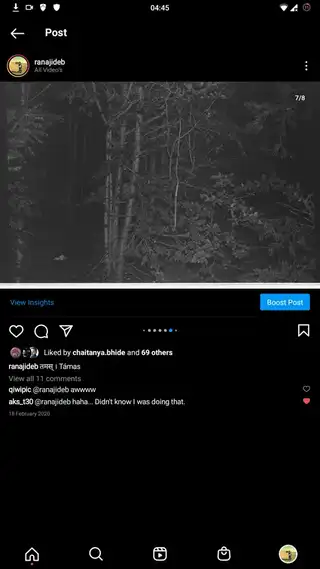 04:45
Post
ranajideb
All Video's
7/8
View Insights
Boost Post
Liked by chaitanya.bhide and 69 others
ranajideb तमस् । Támas
View all 11 comments
qiwipic @ranajideb awwww
aks_t30 @ranajideb haha... Didn't know I was doing that.
18 February 2020